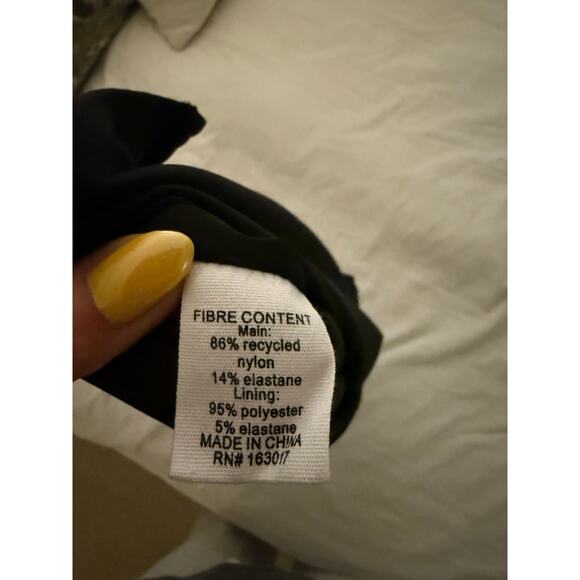 FIBRE CONTENT
Main:
86% recycled
nylon
14% elastane
Lining:
95% polyester
5% elastane
MADE IN CHINA
RN# 163017